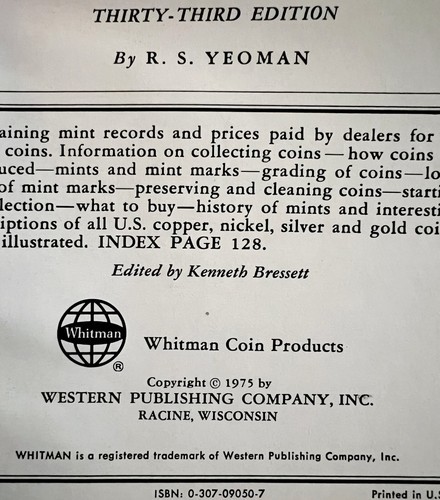 THIRTY-THIRD EDITION
By R. S. YEOMAN
aining mint records and prices paid by dealers for
coins. Information on collecting coins — how coins
uced—mints and mint marks—grading of coins—lo
of mint marks—preserving and cleaning coins—starti
lection—what to buy—history of mints and interesti
iptions of all U.S. copper, nickel, silver and gold coi
illustrated. INDEX PAGE 128.
Edited by Kenneth Bressett
Whitman ®
Whitman Coin Products
Copyright © 1975 by
WESTERN PUBLISHING COMPANY, INC.
RACINE, WISCONSIN
WHITMAN is a registered trademark of Western Publishing Company, Inc.
ISBN: 0-307-09050-7 Printed in U.S